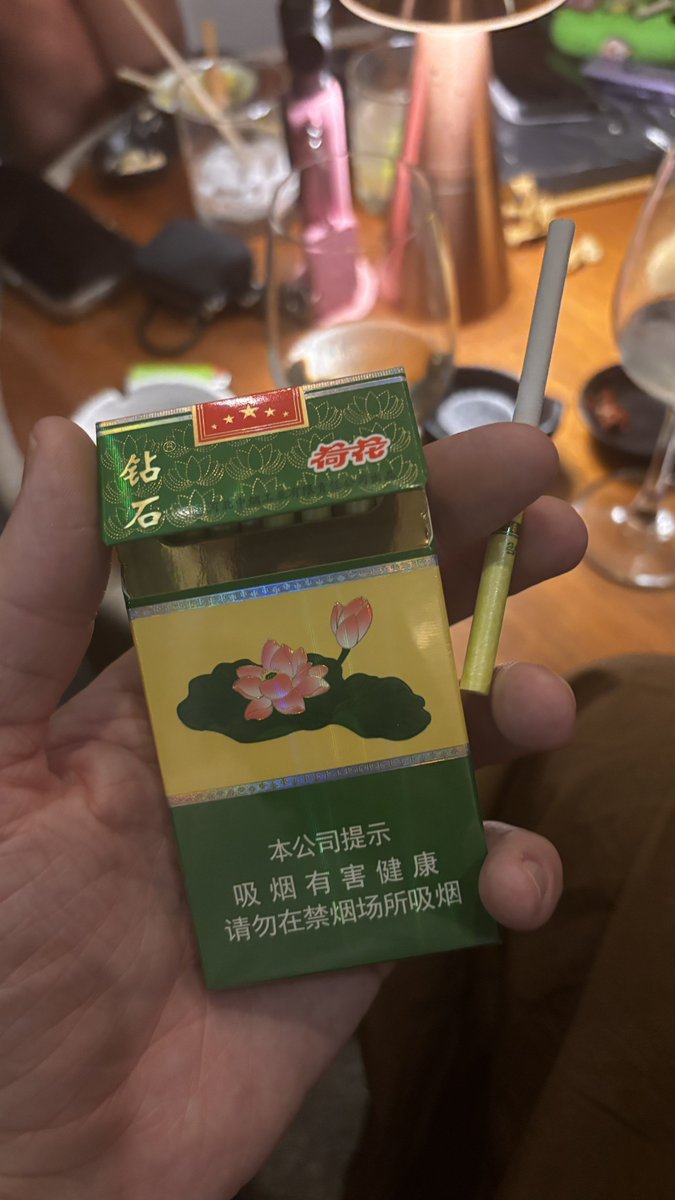 钻石®
荷花
本公司提示
吸烟有害健康
请勿在禁烟场所吸烟